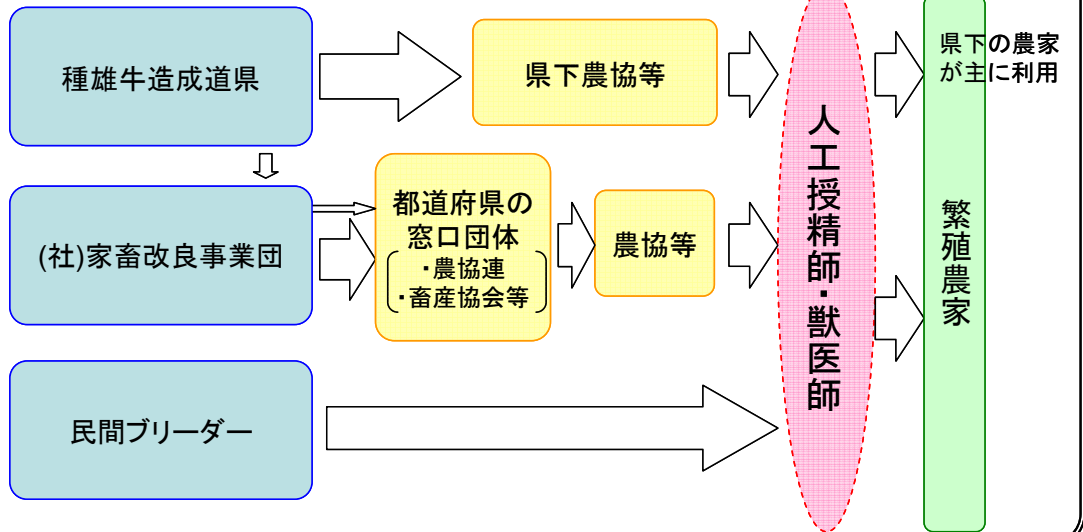 種雄牛造成道県
県下農協等
県下の農家
が主に利用
(社)家畜改良事業団
都道府県の
窓口団体
・農協連
・畜産協会等
農協等
民間ブリーダー
人工授精師・獣医師
繁殖農家